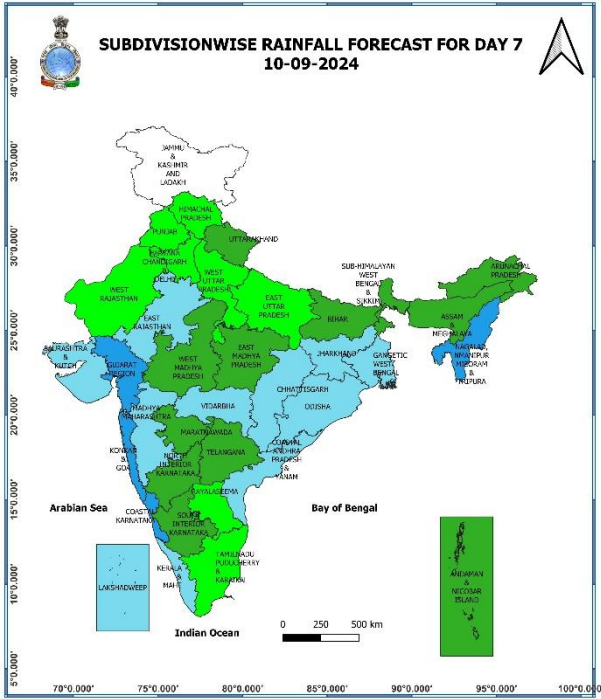 SUBDIVISIONWISE RAINFALL FORECAST FOR DAY 7
10-09-2024
40°0.000'
35°0.000'
30°0.000'
25°0.000'
20°0.000'
15°0.000'
10°0.000'
5°0.000'
JAMMU
&
KASHMIR
AND
LADAKH
HIMACHAL
PRADESH
PUNJAB
UTTARAKHAND
CHANDIGARH
&
DELHI
WEST
RAJASTHAN
WEST
UTTAR
PRADESH
EAST
UTTAR
PRADESH
SUB-HIMALAYAN
WEST
BENGAL
&
SIKKIM
ARUNACHAL
PRADESH
EAST
RAJASTHAN
BIHAR
ASSAM
&
MEGHALAYA
NAGALAD,
NMANIPUR
MIZORAM
&
TRIPURA
SAURASHTRA
&
KUTCH
GUJARAT
REGION
WEST
MADHYA
PRADESH
EAST
MADHYA
PRADESH
JHARKHAND
GANGETIC
WEST
BENGAL
CHHATTISGARH
ODISHA
MADHYA
MAHARASHTRA
VIDARBHA
MARATHAWADA
KONKAN
&
GOA
NORTH
INTERIOR
KARNATAKA
TELANGANA
COASTAL
ANDHRA
PRADESH
&
YANAM
RAYALASEEMA
Arabian Sea
Bay of Bengal
COASTAL
KARNATAKA
SOUTH
INTERIOR
KARNATAKA
TAMILNADU
PUDUCHERRY
&
KARAIKAL
KERALA
&
MAHE
LAKSHADWEEP
ANDAMAN
&
NICOBAR
ISLAND
Indian Ocean
0 250 500 km
70°0.000' 75°0.000' 80°0.000' 85°0.000' 90°0.000' 95°0.000' 100°0.000'